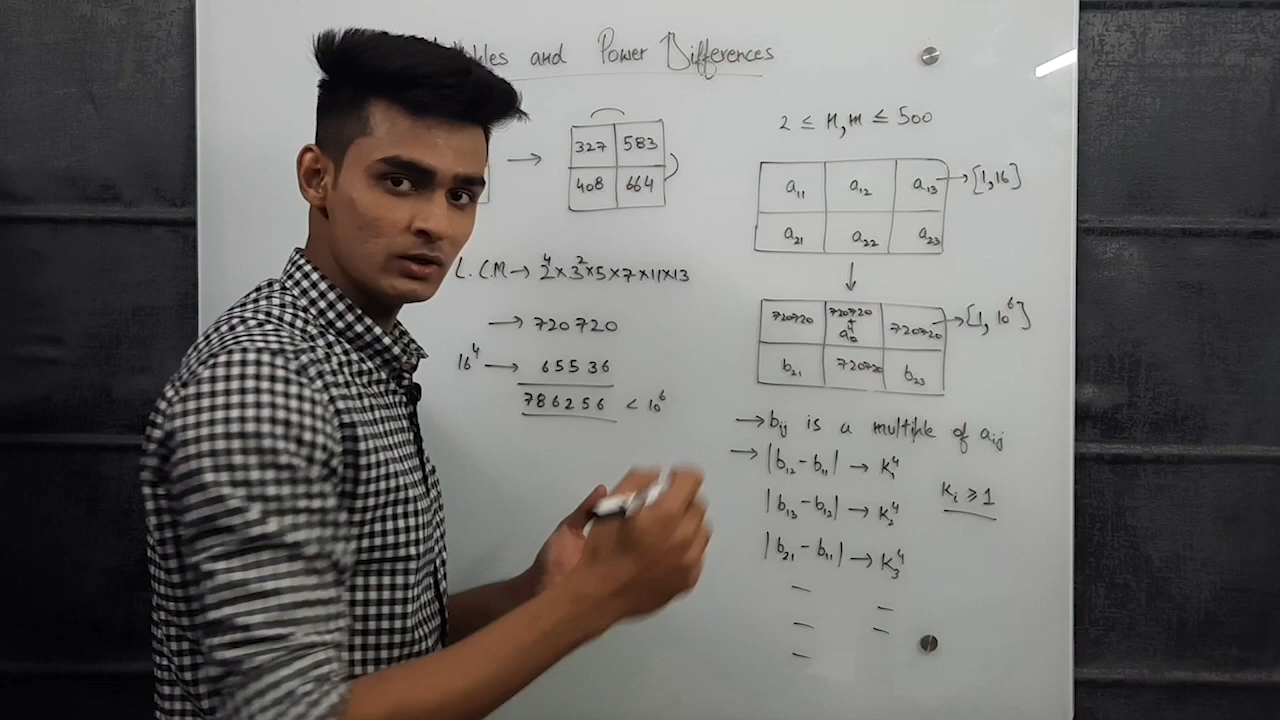 and Power Differences
327 583
408 664
L.C.M → 2⁴×3²×5×7×11×13
→ 720720
16⁴ → 65536
786256 < 10⁶
2 ≤ n, m ≤ 500
a₁₁ a₁₂ a₁₃ → [1,16]
a₂₁ a₂₂ a₂₃
720720 720720 + 720720 → [1, 10⁶]
b₂₁ 720720 b₂₃
→ bᵢⱼ is a multiple of aᵢⱼ
→ |b₁₂ - b₁₁| → K₁⁴
|b₁₃ - b₁₂| → K₂⁴
|b₂₁ - b₁₁| → K₃⁴
Kᵢ ≥ 1